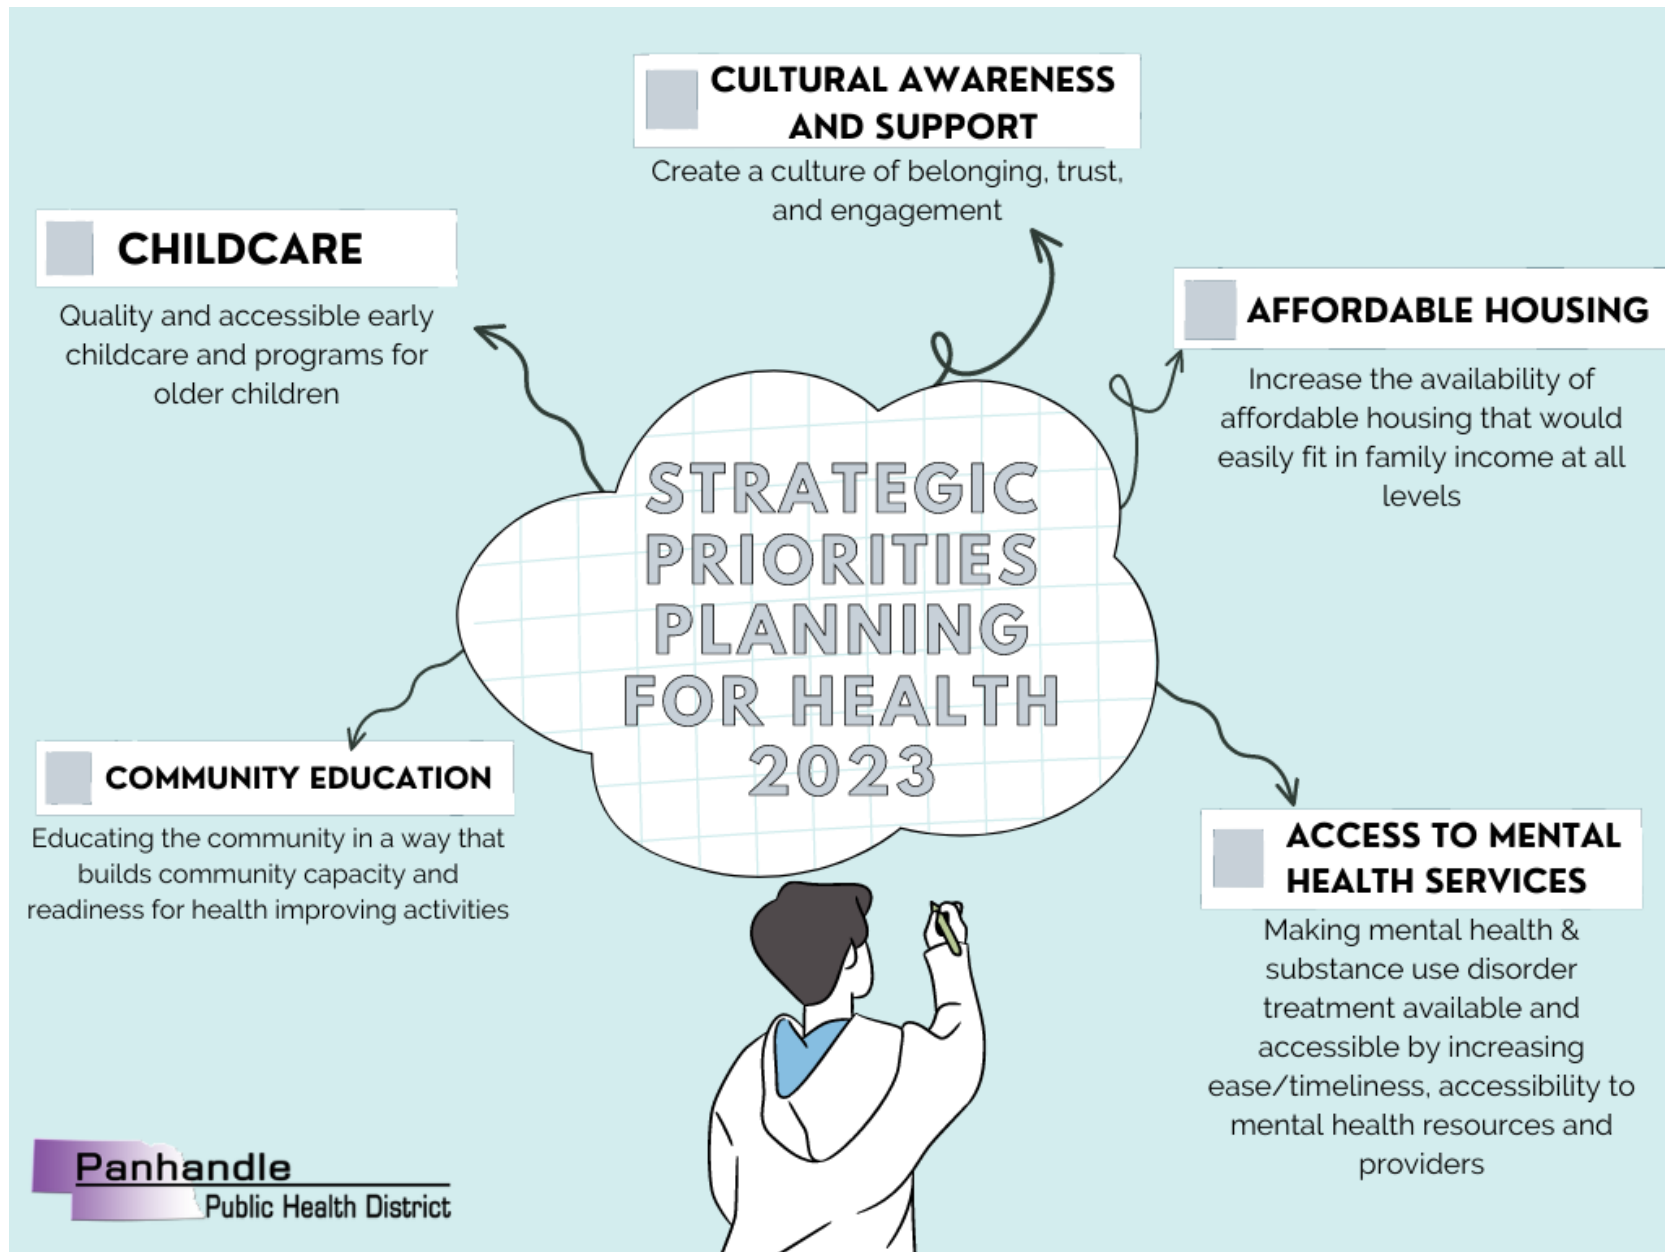 CULTURAL AWARENESS
AND SUPPORT
Create a culture of belonging, trust,
and engagement
CHILDCARE
Quality and accessible early
childcare and programs for
older children
AFFORDABLE HOUSING
Increase the availability of
affordable housing that would
easily fit in family income at all
levels
STRATEGIC
PRIORITIES
PLANNING
FOR HEALTH
2023
COMMUNITY EDUCATION
Educating the community in a way that
builds community capacity and
readiness for health improving activities
ACCESS TO MENTAL
HEALTH SERVICES
Making mental health &
substance use disorder
treatment available and
accessible by increasing
ease/timeliness, accessibility to
mental health resources and
providers
Panhandle
Public Health District